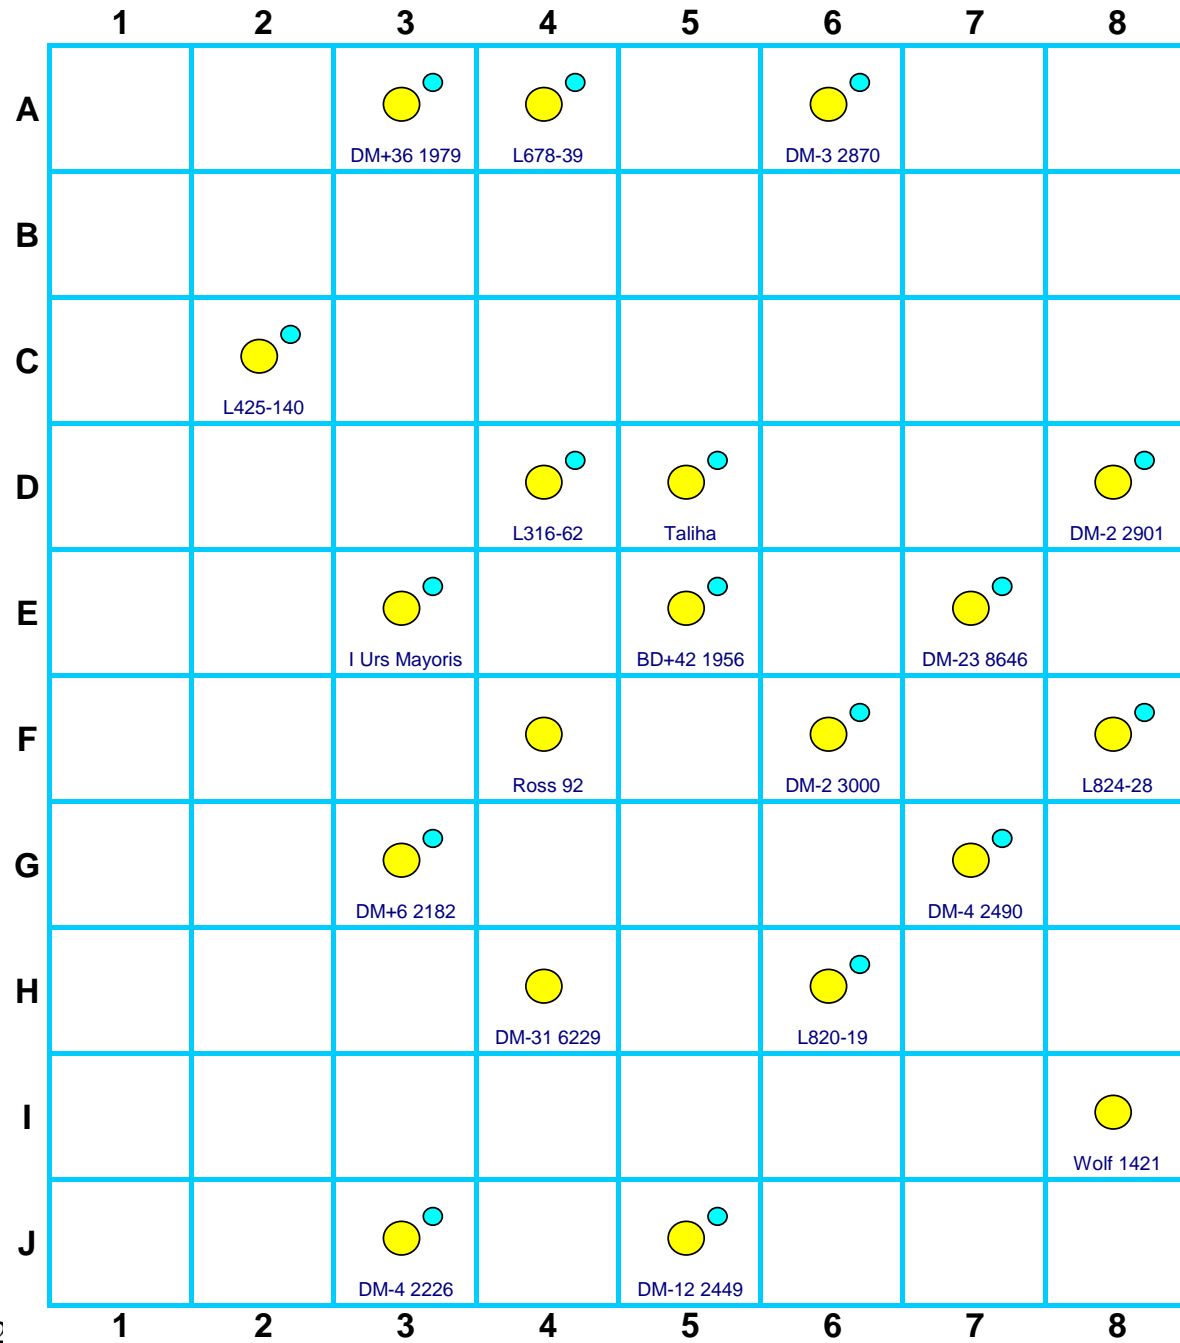 1 2 3 4 5 6 7 8
A
DM+36 1979 L678-39 DM-3 2870
B
C
L425-140
D
L316-62 Taliha DM-2 2901
E
I Urs Mayoris BD+42 1956 DM-23 8646
F
Ross 92 DM-2 3000 L824-28
G
DM+6 2182 DM-4 2490
H
DM-31 6229 L820-19
I
Wolf 1421
J
DM-4 2226 DM-12 2449
1 2 3 4 5 6 7 8